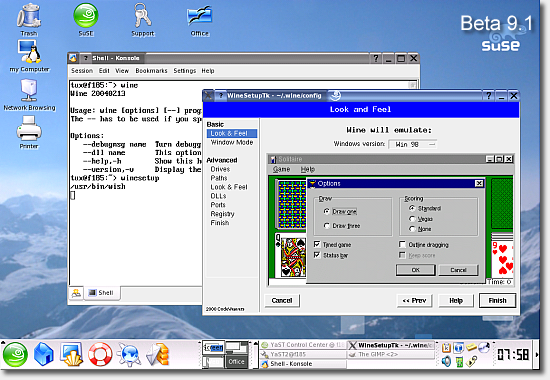 Beta 9.1
suse
Trash
SuSE
Support
Office
my Computer
Network Browsing
Printer
Shell - Konsole
Session Edit View Bookmarks Settings Help
tux@f185:~> wine
Wine 20040213
Usage: wine [options] [--) prog
The -- has to be used if you sp
Options:
--debugmsg name Turn debugg
--dll name This option
--help,-h Show this h
--version,-v Display the
tux@f185:~> winesetup
/usr/bin/wish
Shell
WineSetupTk - ~/.wine/config
Look and Feel
Basic
Look & Feel
Window Mode
Advanced
Drives
Paths
Look & Feel
DLLs
Ports
Registry
Finish
2000 CodeWeavers
Wine will emulate:
Windows version: Win 98
Solitaire
Game Help
Options
Draw
Draw one
Draw three
Scoring
Standard
Vegas
None
Timed game
Status bar
Outline dragging
Keep score
OK
Cancel
Time: 0
Q
9
Cancel
<< Prev
Help
Finish
Office
YaST Control Center @ f1
YaST2@f185
Shell - Konsole
WineSetupTk - ~/.wine/
The GIMP <2>
07:58